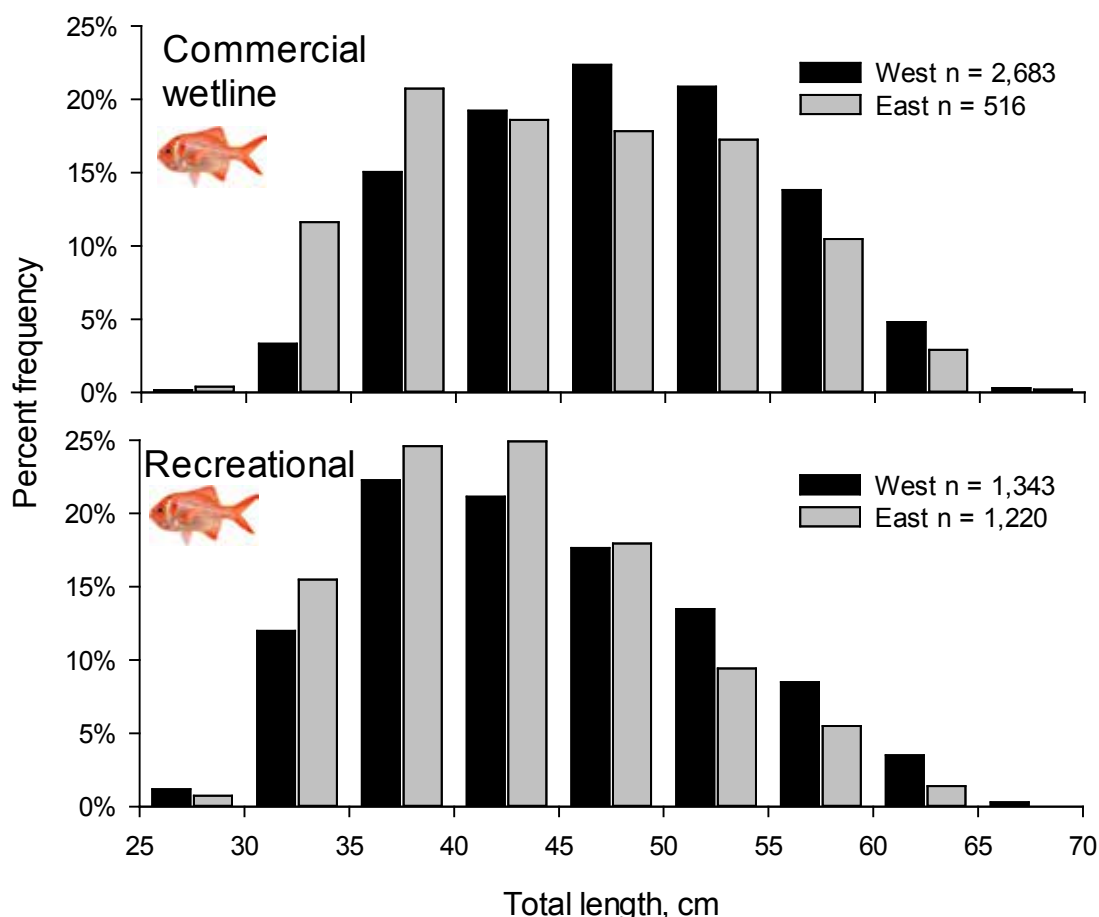 25%
20%
15%
10%
5%
0%
Commercial
wetline
West n = 2,683
East n = 516
Percent frequency
25%
20%
15%
10%
5%
0%
Recreational
West n = 1,343
East n = 1,220
25 30 35 40 45 50 55 60 65 70
Total length, cm